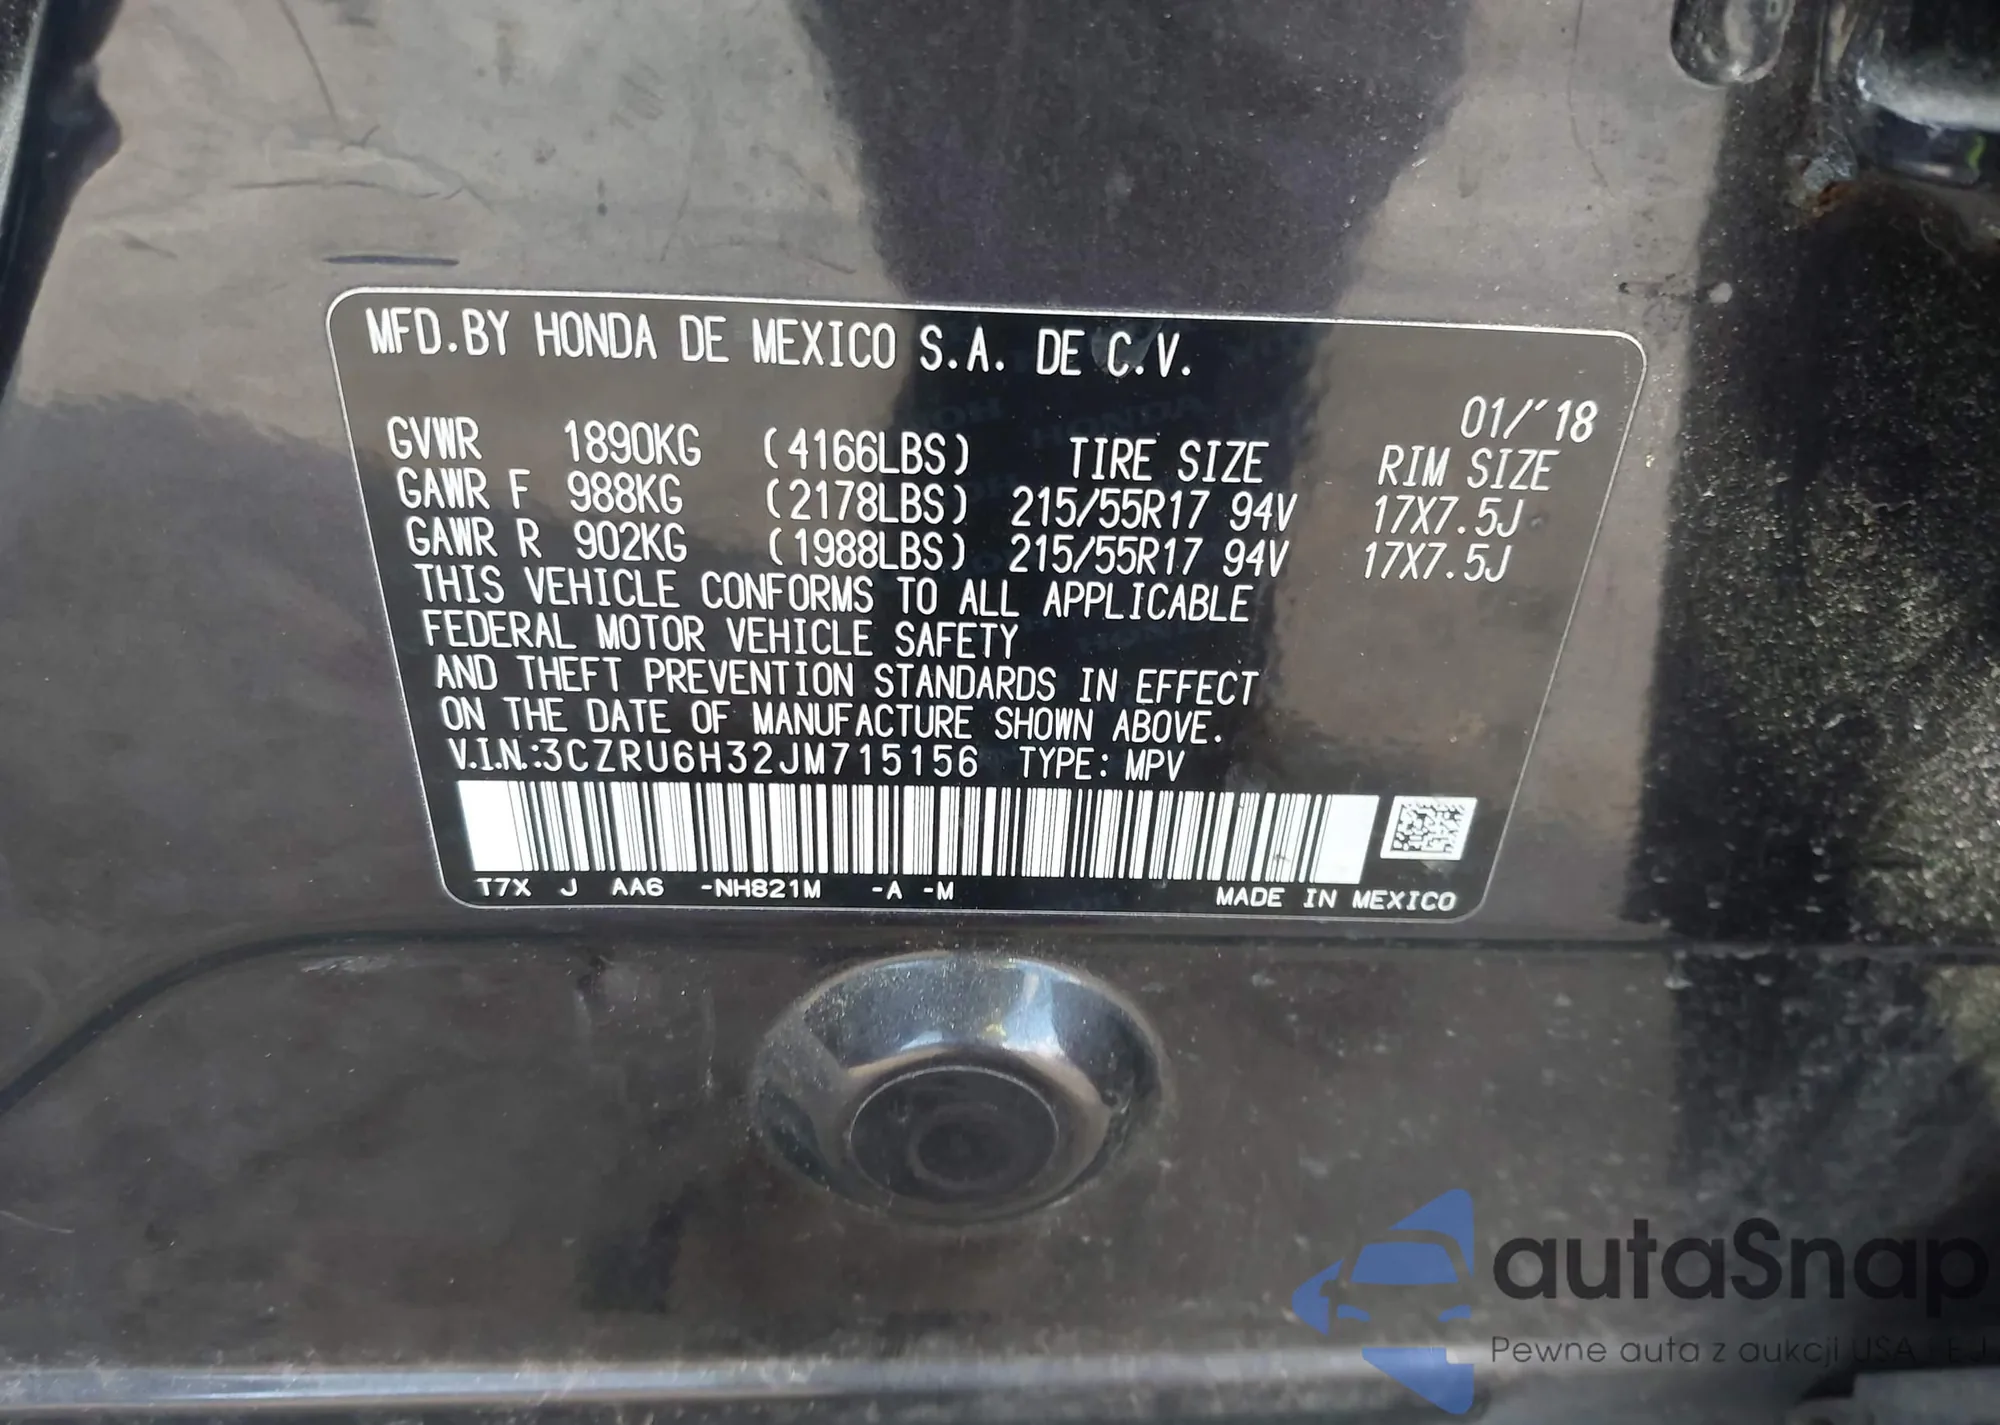 MFD.BY HONDA DE MEXICO S.A. DE C.V.
01/'18
GVWR 1890KG (4166LBS) TIRE SIZE RIM SIZE
GAWR F 988KG (2178LBS) 215/55R17 94V 17X7.5J
GAWR R 902KG (1988LBS) 215/55R17 94V 17X7.5J
THIS VEHICLE CONFORMS TO ALL APPLICABLE
FEDERAL MOTOR VEHICLE SAFETY
AND THEFT PREVENTION STANDARDS IN EFFECT
ON THE DATE OF MANUFACTURE SHOWN ABOVE.
V.I.N.:3CZRU6H32JM715156 TYPE: MPV
T7X J AA6 -NH821M -A -M MADE IN MEXICO
autaSnap
Pewne auta z aukcji USA